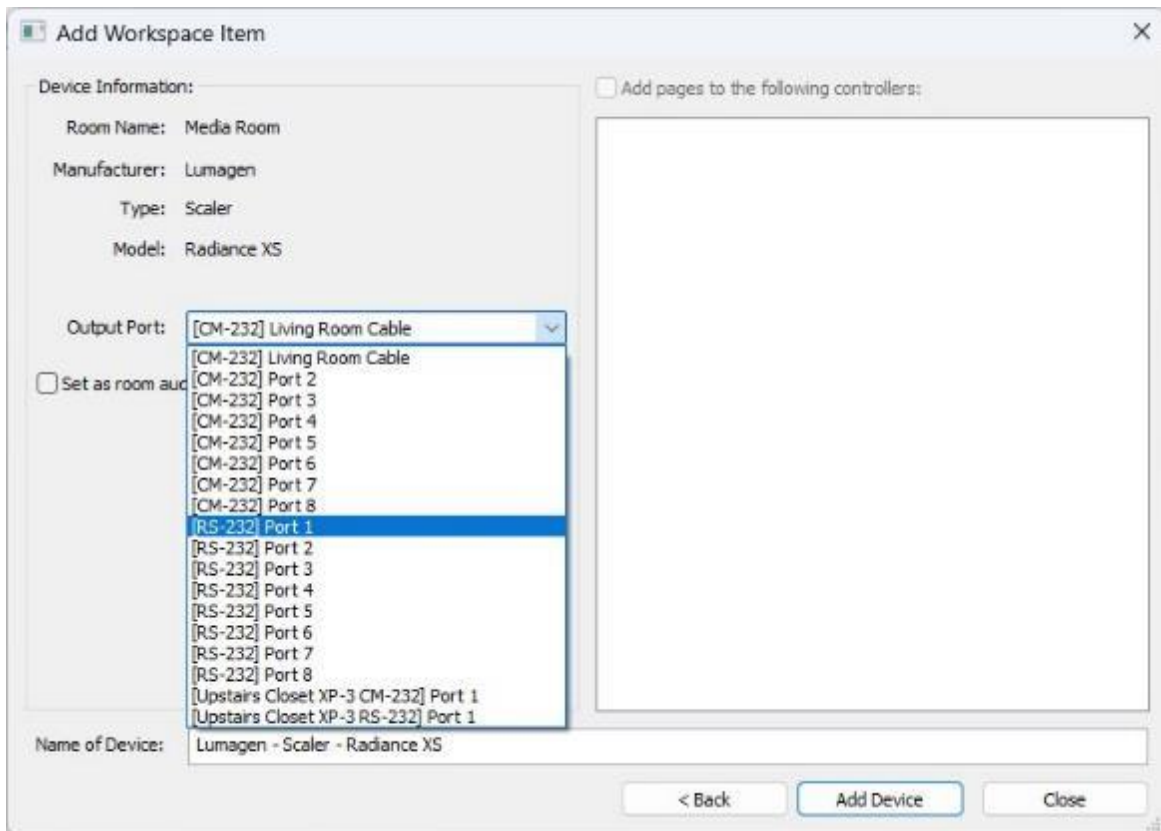 Add Workspace Item
Device Information:
Room Name: Media Room
Manufacturer: Lumagen
Type: Scaler
Model: Radiance XS
Output Port: [CM-232] Living Room Cable
[CM-232] Living Room Cable
[CM-232] Port 2
[CM-232] Port 3
[CM-232] Port 4
[CM-232] Port 5
[CM-232] Port 6
[CM-232] Port 7
[CM-232] Port 8
[RS-232] Port 1
[RS-232] Port 2
[RS-232] Port 3
[RS-232] Port 4
[RS-232] Port 5
[RS-232] Port 6
[RS-232] Port 7
[RS-232] Port 8
[Upstairs Closet XP-3 CM-232] Port 1
[Upstairs Closet XP-3 RS-232] Port 1
Set as room aud
Name of Device: Lumagen - Scaler - Radiance XS
Add pages to the following controllers:
< Back Add Device Close